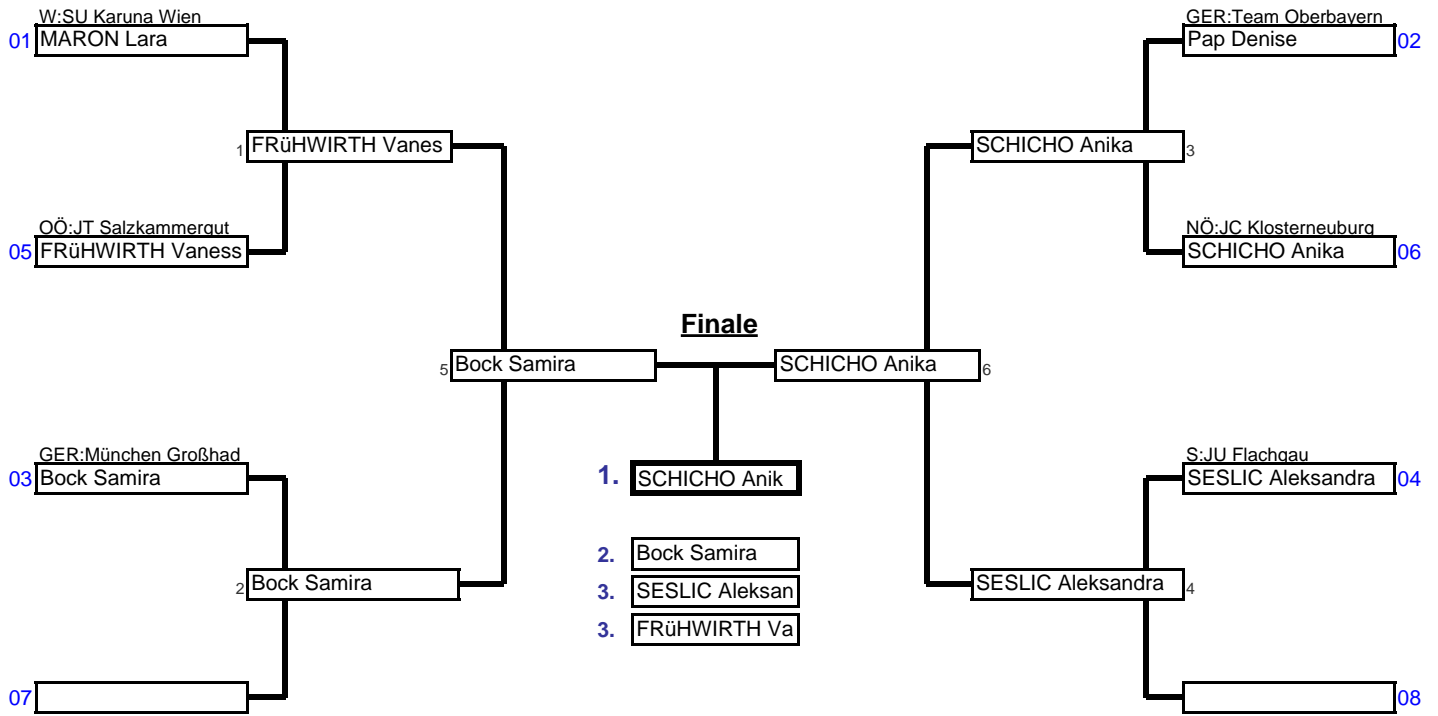 W:SU Karuna Wien
01 MARON Lara
GER:Team Oberbayern
Pap Denise 02
1 FRüHWIRTH Vanes
SCHICHO Anika 3
OÖ:JT Salzkammergut
05 FRüHWIRTH Vaness
NÖ:JC Klosterneuburg
SCHICHO Anika 06
Finale
5 Bock Samira
SCHICHO Anika 6
GER:München Großhad
03 Bock Samira
1. SCHICHO Anik
S:JU Flachgau
SESLIC Aleksandra 04
2. Bock Samira
3. SESLIC Aleksan
3. FRüHWIRTH Va
2 Bock Samira
SESLIC Aleksandra 4
07
08